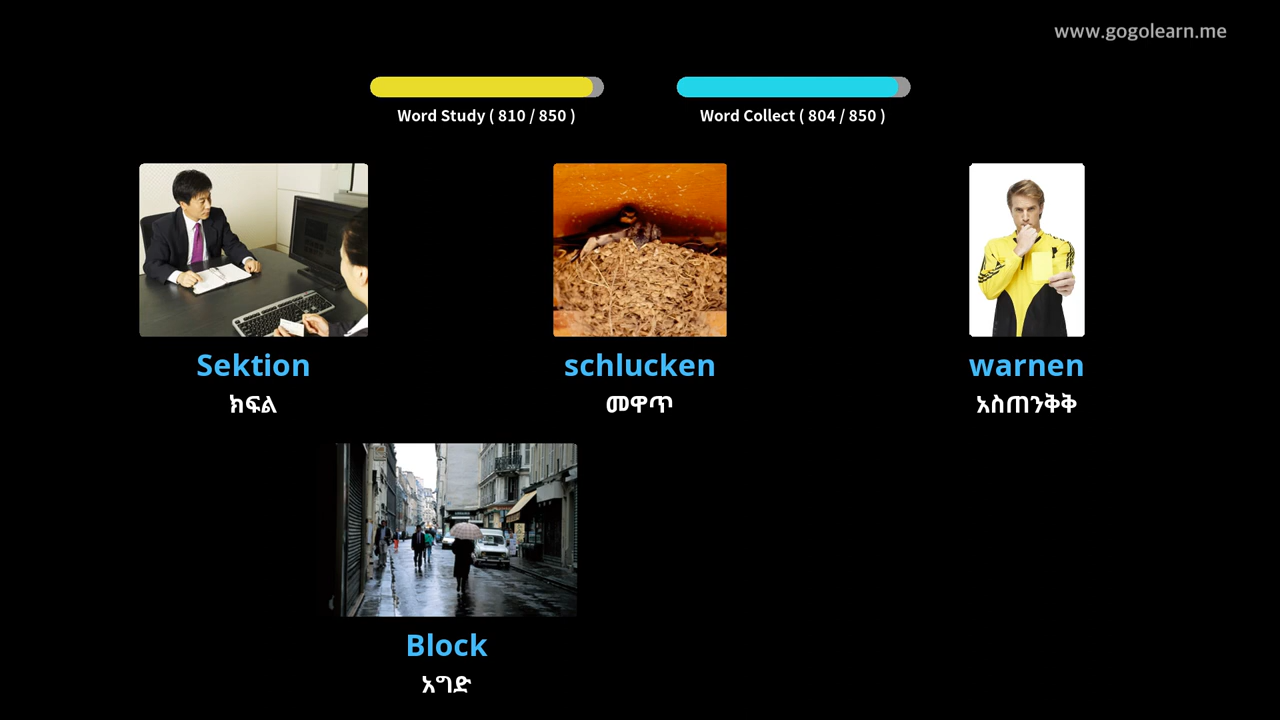 www.gogolearn.me
Word Study ( 810 / 850 )
Word Collect ( 804 / 850 )
Sektion
ክፍል
schlucken
መዋጥ
warnen
አስጠንቅቅ
Block
አግድ